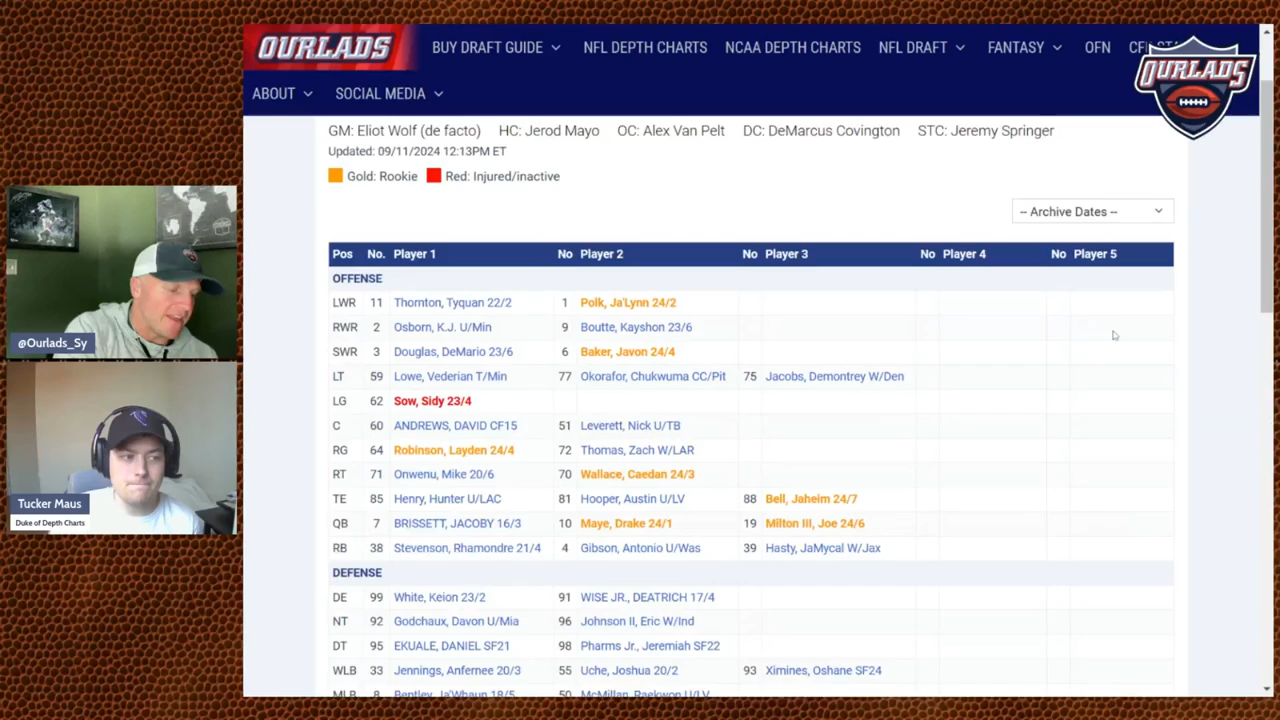 OURLADS
BUY DRAFT GUIDE
NFL DEPTH CHARTS
NCAA DEPTH CHARTS
NFL DRAFT
FANTASY
OFN
OURLADS
ABOUT
SOCIAL MEDIA
GM: Eliot Wolf (de facto) HC: Jerod Mayo OC: Alex Van Pelt DC: DeMarcus Covington STC: Jeremy Springer
Updated: 09/11/2024 12:13PM ET
Gold: Rookie Red: Injured/inactive
-- Archive Dates --
Pos No. Player 1 No Player 2 No Player 3 No Player 4 No Player 5
OFFENSE
LWR 11 Thornton, Tyquan 22/2 1 Polk, Ja'Lynn 24/2
RWR 2 Osborn, K.J. U/Min 9 Boutte, Kayshon 23/6
SWR 3 Douglas, DeMario 23/6 6 Baker, Javon 24/4
LT 59 Lowe, Vederian T/Min 77 Okorafor, Chukwuma CC/Pit 75 Jacobs, Demontrey W/Den
LG 62 Sow, Sidy 23/4
C 60 ANDREWS, DAVID CF15 51 Leverett, Nick U/TB
RG 64 Robinson, Layden 24/4 72 Thomas, Zach W/LAR
RT 71 Onwenu, Mike 20/6 70 Wallace, Caedan 24/3
TE 85 Henry, Hunter U/LAC 81 Hooper, Austin U/LV 88 Bell, Jaheim 24/7
QB 7 BRISSETT, JACOBY 16/3 10 Maye, Drake 24/1 19 Milton III, Joe 24/6
RB 38 Stevenson, Rhamondre 21/4 4 Gibson, Antonio U/Was 39 Hasty, JaMycal W/Jax
DEFENSE
DE 99 White, Keion 23/2 91 WISE JR., DEATRICH 17/4
NT 92 Godchaux, Davon U/Mia 96 Johnson II, Eric W/Ind
DT 95 EKUALE, DANIEL SF21 98 Pharms Jr., Jeremiah SF22
WLB 33 Jennings, Anfernee 20/3 55 Uche, Joshua 20/2 93 Ximines, Oshane SF24
MLB 8 Bentley, Ja'Whaun 18/5 50 McMillan, Raekwon U/LV
@Ourlads_Sy
Tucker Maus
Duke of Depth Charts